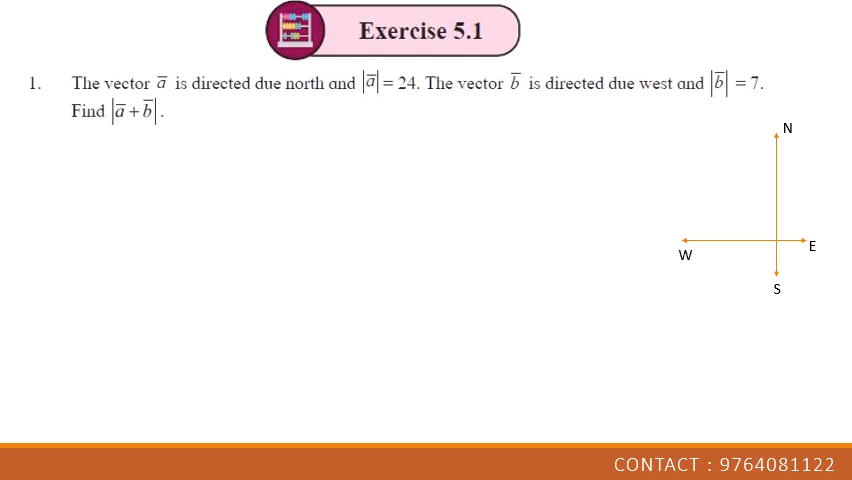 Exercise 5.1
1. The vector a̅ is directed due north and |a̅| = 24. The vector b̅ is directed due west and |b̅| = 7.
Find |a̅ + b̅|.
N
W E
S
CONTACT : 9764081122